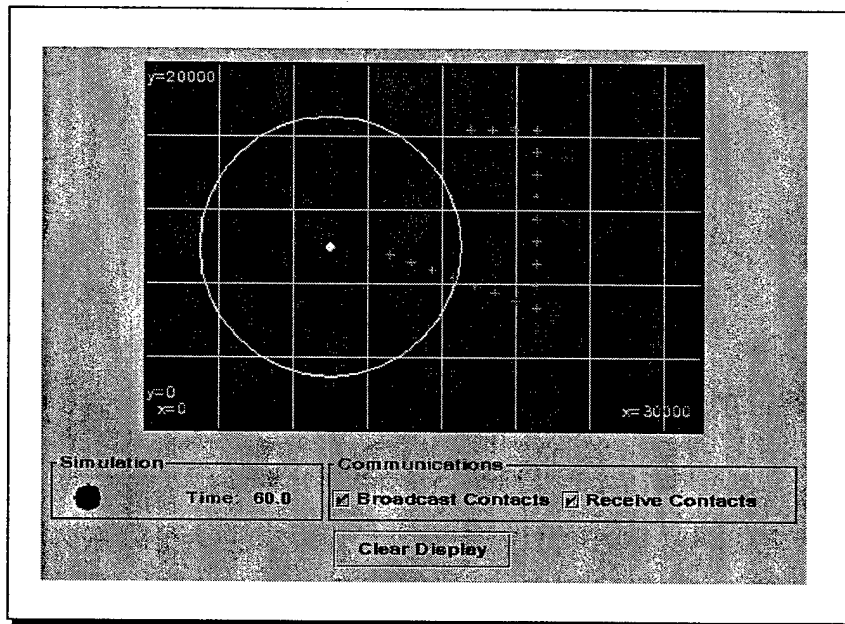 y=20000
y=0
x=0
x=30000
Simulation
Time: 60.0
Communications
Broadcast Contacts
Receive Contacts
Clear Display